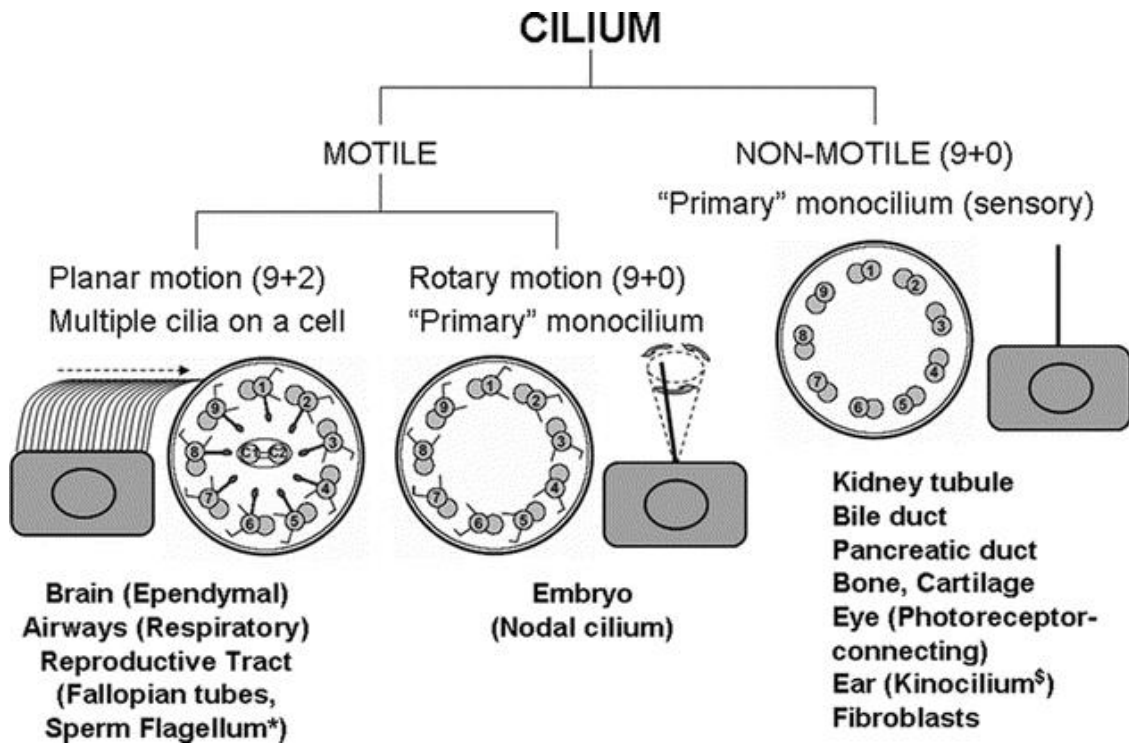 CILIUM
MOTILE
NON-MOTILE (9+0)
“Primary” monocilium (sensory)
Planar motion (9+2)
Multiple cilia on a cell
Rotary motion (9+0)
“Primary” monocilium
1
2
3
4
5
6
7
8
9
C1
C2
1
2
3
4
5
6
7
8
9
1
2
3
4
5
6
7
8
9
Brain (Ependymal)
Airways (Respiratory)
Reproductive Tract
(Fallopian tubes,
Sperm Flagellum*)
Embryo
(Nodal cilium)
Kidney tubule
Bile duct
Pancreatic duct
Bone, Cartilage
Eye (Photoreceptor-
connecting)
Ear (Kinocilium$)
Fibroblasts